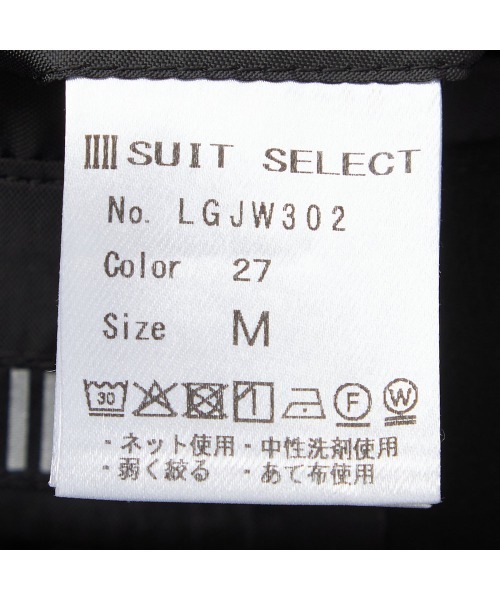 SUIT SELECT
No. LGJW302
Color 27
Size M
30 F W
・ネット使用・中性洗剤使用
・弱く絞る ・あて布使用